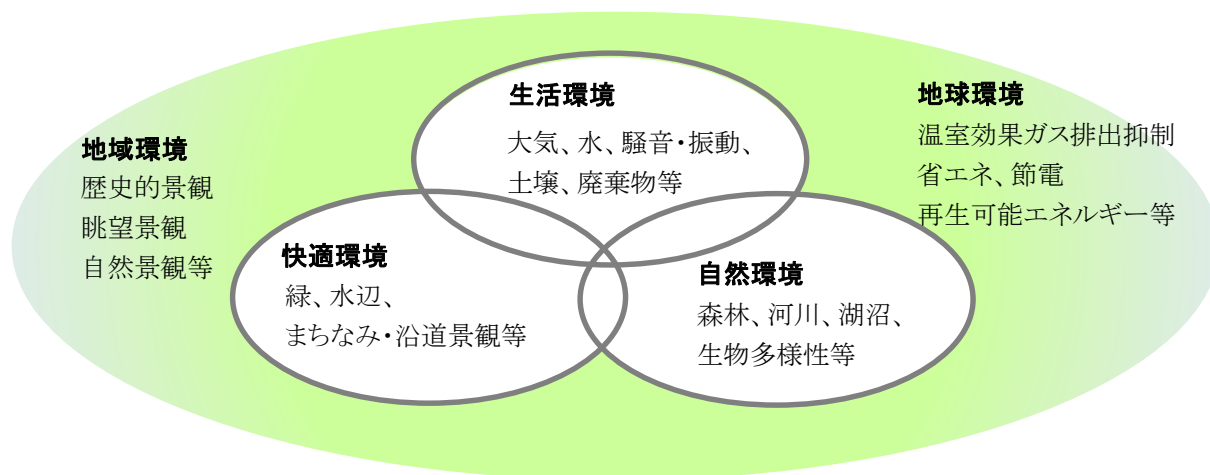 生活環境
大気、水、騒音・振動、
土壌、廃棄物等
地球環境
温室効果ガス排出抑制
省エネ、節電
再生可能エネルギー等
地域環境
歴史的景観
眺望景観
自然景観等
快適環境
緑、水辺、
まちなみ・沿道景観等
自然環境
森林、河川、湖沼、
生物多様性等